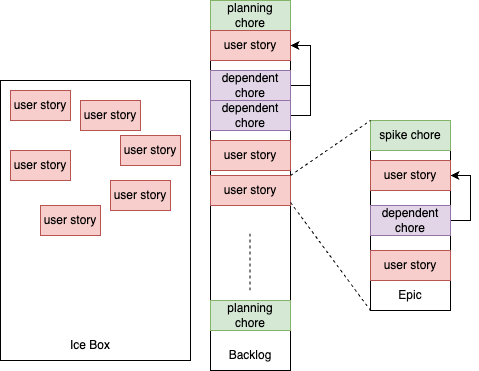 user story
user story
user story
user story
user story
user story
Ice Box
planning
chore
user story
dependent
chore
dependent
chore
user story
user story
planning
chore
Backlog
spike chore
user story
dependent
chore
user story
Epic